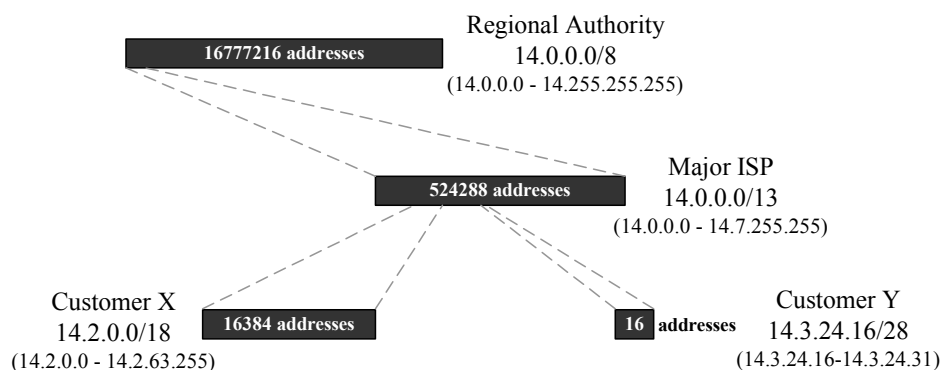 Regional Authority
16777216 addresses
14.0.0.0/8
(14.0.0.0 - 14.255.255.255)
Major ISP
524288 addresses
14.0.0.0/13
(14.0.0.0 - 14.7.255.255)
Customer X
14.2.0.0/18
(14.2.0.0 - 14.2.63.255)
16384 addresses
16 addresses
Customer Y
14.3.24.16/28
(14.3.24.16-14.3.24.31)